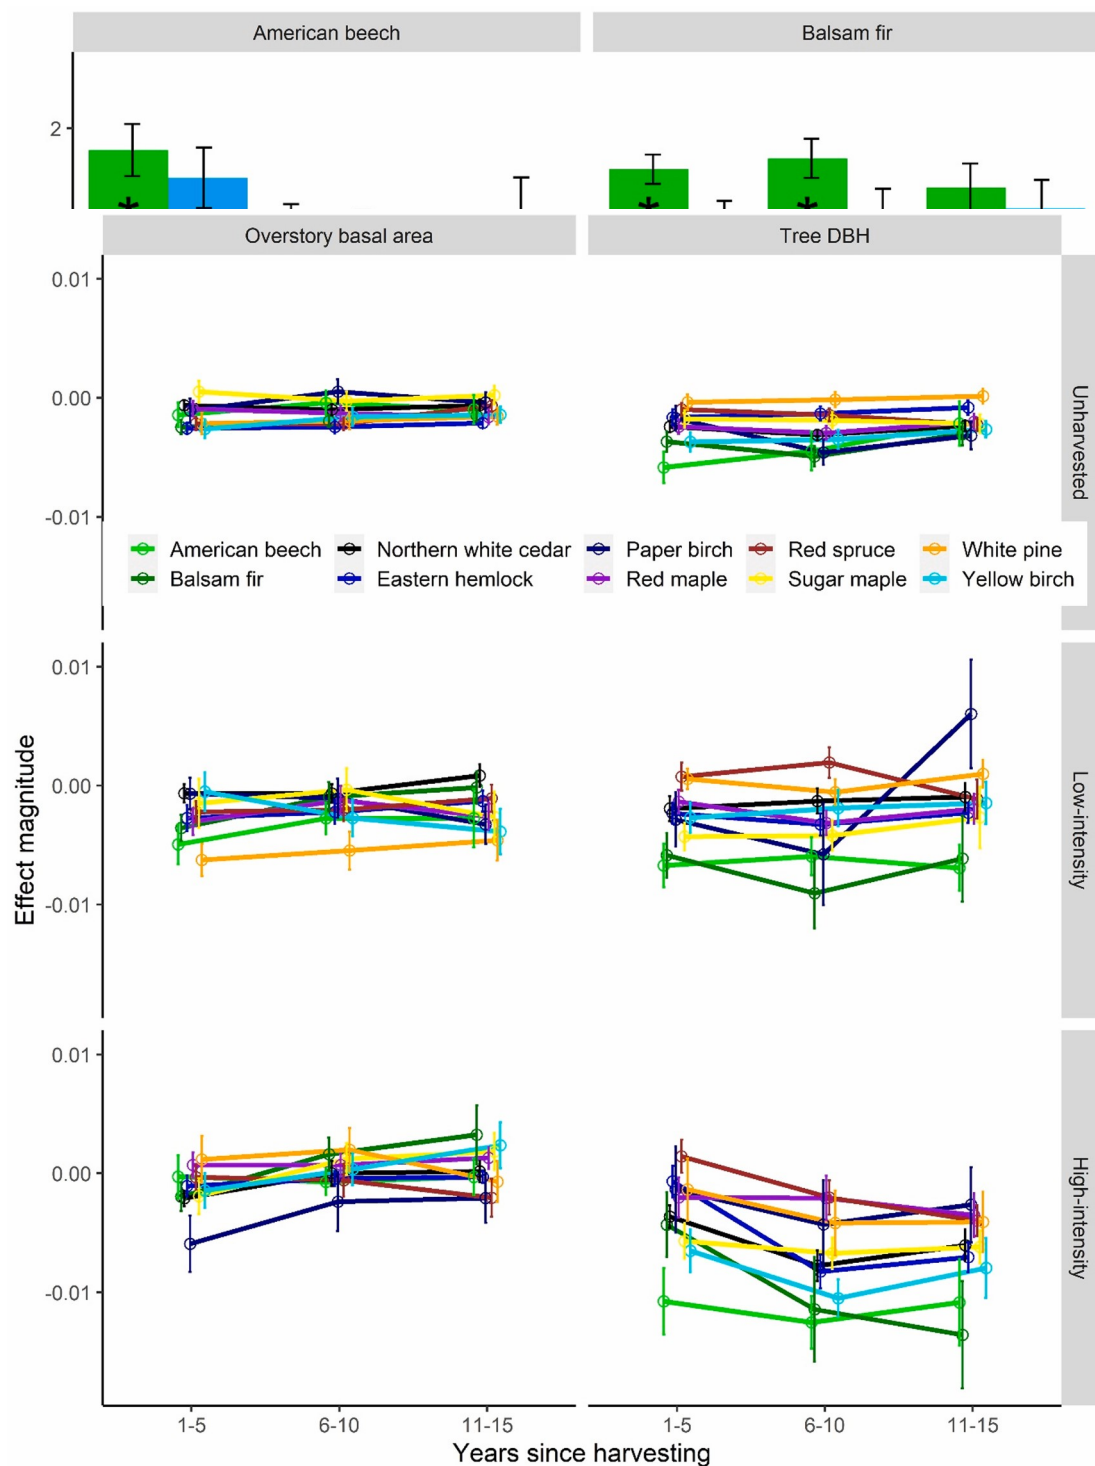 American beech Balsam fir
2
Overstory basal area Tree DBH
0.01
0.00
-0.01
Unharvested
American beech Northern white cedar Paper birch Red spruce White pine
Balsam fir Eastern hemlock Red maple Sugar maple Yellow birch
0.01
0.00
-0.01
Low-intensity
Effect magnitude
0.01
0.00
-0.01
High-intensity
1-5 6-10 11-15 1-5 6-10 11-15
Years since harvesting